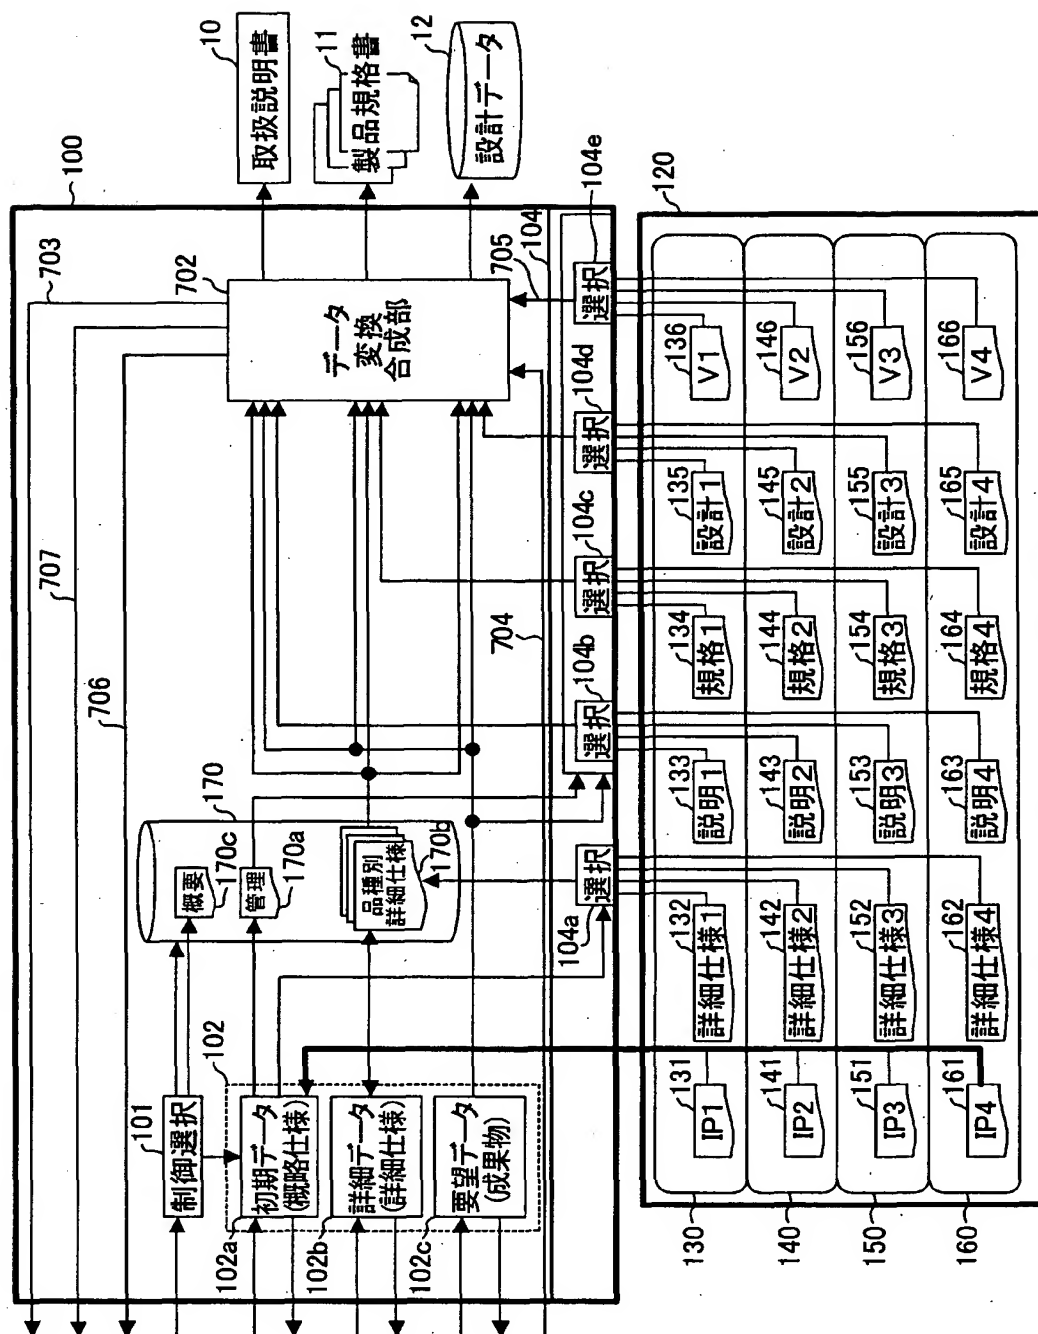 100
703
707
706
101
制御選択
102
102a
初期データ
(概略仕様)
102b
詳細データ
(詳細仕様)
102c
要望データ
(成果物)
170
概要
170c
管理
170a
品種別
詳細仕様
170b
702
データ
変換
合成部
10
取扱説明書
11
製品規格書
12
設計データ
704
705
104
104a
選択
104b
選択
104c
選択
104d
選択
104e
選択
120
130
131
IP1
132
詳細仕様1
133
説明1
134
規格1
135
設計1
136
V1
140
141
IP2
142
詳細仕様2
143
説明2
144
規格2
145
設計2
146
V2
150
151
IP3
152
詳細仕様3
153
説明3
154
規格3
155
設計3
156
V3
160
161
IP4
162
詳細仕様4
163
説明4
164
規格4
165
設計4
166
V4